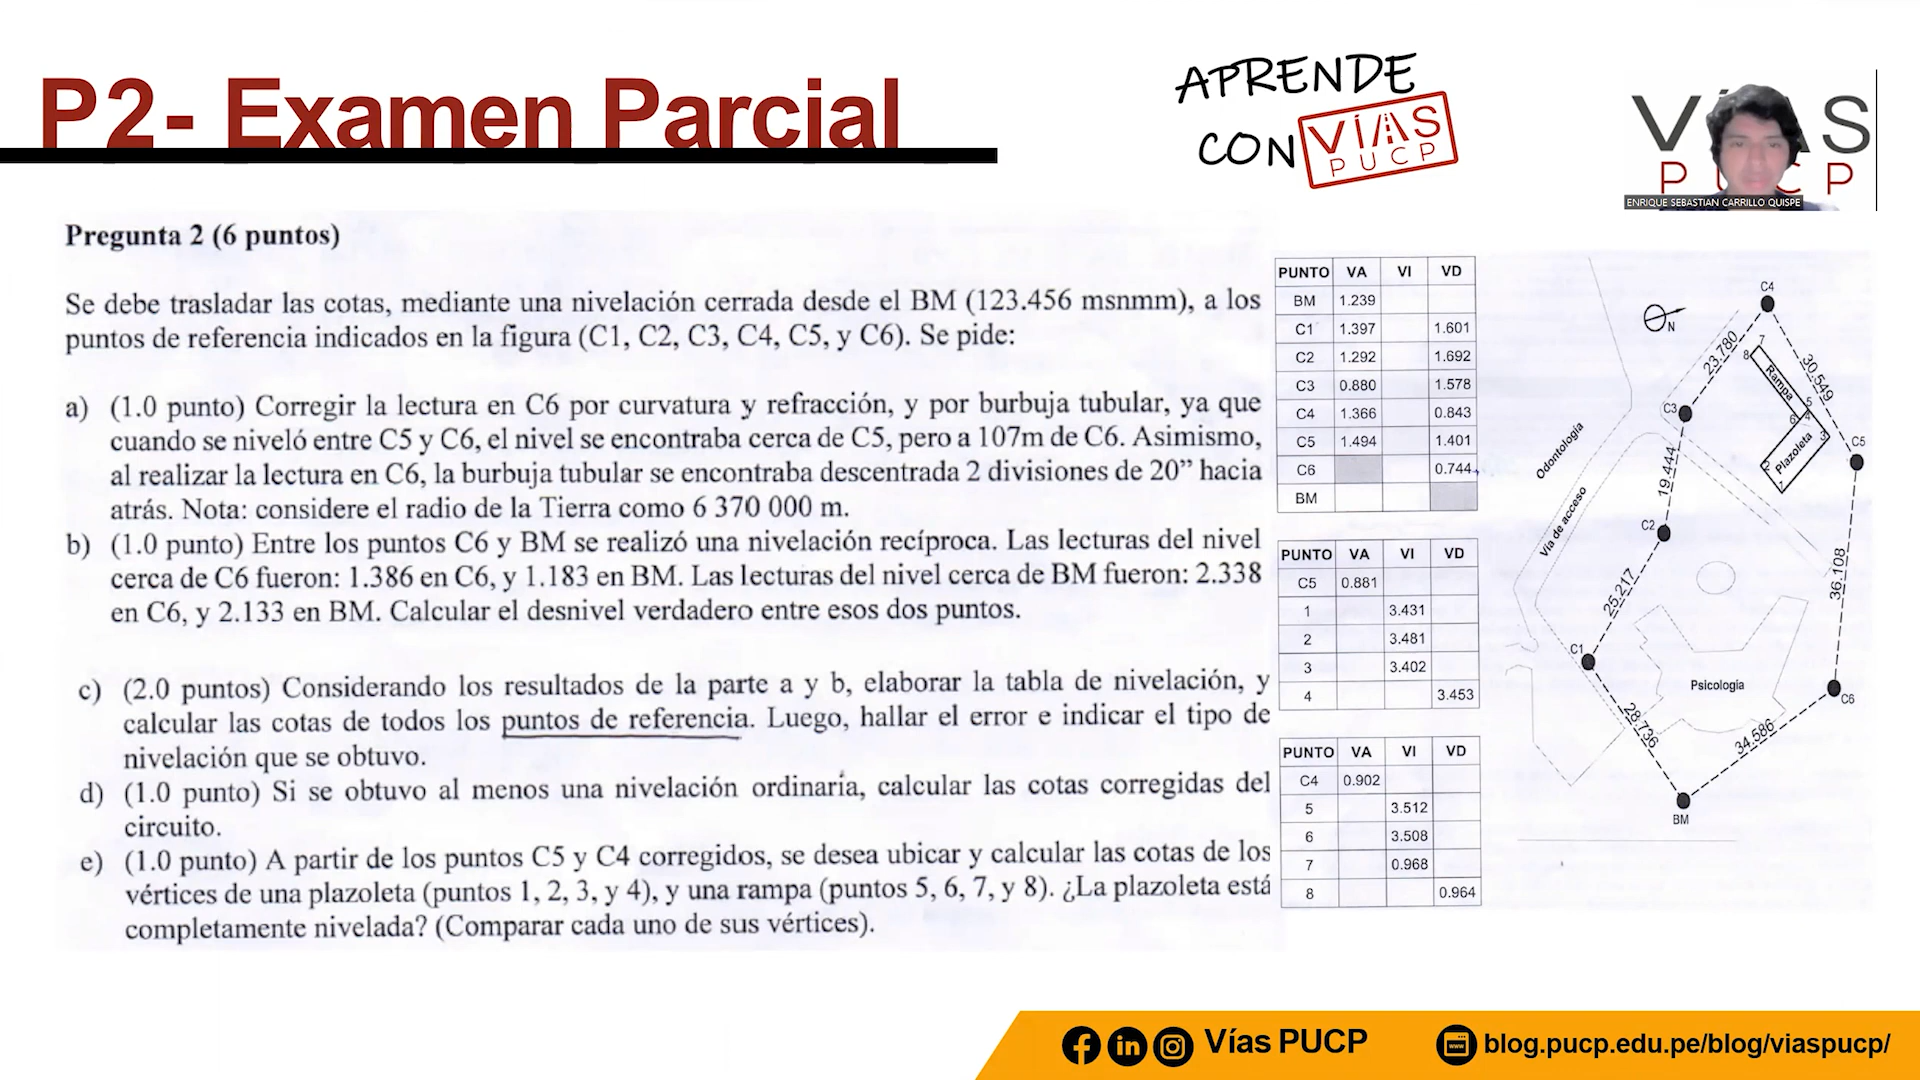 P2- Examen Parcial
APRENDE
CON VÍAS
PUCP
VÍAS
PUCP
ENRIQUE SEBASTIAN CARRILLO QUISPE
Pregunta 2 (6 puntos)
Se debe trasladar las cotas, mediante una nivelación cerrada desde el BM (123.456 msnmm), a los
puntos de referencia indicados en la figura (C1, C2, C3, C4, C5, y C6). Se pide:
a) (1.0 punto) Corregir la lectura en C6 por curvatura y refracción, y por burbuja tubular, ya que
cuando se niveló entre C5 y C6, el nivel se encontraba cerca de C5, pero a 107m de C6. Asimismo,
al realizar la lectura en C6, la burbuja tubular se encontraba descentrada 2 divisiones de 20” hacia
atrás. Nota: considere el radio de la Tierra como 6 370 000 m.
b) (1.0 punto) Entre los puntos C6 y BM se realizó una nivelación recíproca. Las lecturas del nivel
cerca de C6 fueron: 1.386 en C6, y 1.183 en BM. Las lecturas del nivel cerca de BM fueron: 2.338
en C6, y 2.133 en BM. Calcular el desnivel verdadero entre esos dos puntos.
c) (2.0 puntos) Considerando los resultados de la parte a y b, elaborar la tabla de nivelación, y
calcular las cotas de todos los puntos de referencia. Luego, hallar el error e indicar el tipo de
nivelación que se obtuvo.
d) (1.0 punto) Si se obtuvo al menos una nivelación ordinaria, calcular las cotas corregidas del
circuito.
e) (1.0 punto) A partir de los puntos C5 y C4 corregidos, se desea ubicar y calcular las cotas de los
vértices de una plazoleta (puntos 1, 2, 3, y 4), y una rampa (puntos 5, 6, 7, y 8). ¿La plazoleta está
completamente nivelada? (Comparar cada uno de sus vértices).
PUNTO VA VI VD
BM 1.239
C1 1.397 1.601
C2 1.292 1.692
C3 0.880 1.578
C4 1.366 0.843
C5 1.494 1.401
C6 0.744
BM
PUNTO VA VI VD
C5 0.881
1 3.431
2 3.481
3 3.402
4 3.453
PUNTO VA VI VD
C4 0.902
5 3.512
6 3.508
7 0.968
8 0.964
N
C4
23.780
7
8
Rampa
30.549
5
6
4
3
C3
Plazoleta
2
1
C5
Odontología
19.444
Vía de acceso
C2
25.217
36.108
C1
Psicología
C6
28.736
34.586
BM
Vías PUCP
www
blog.pucp.edu.pe/blog/viaspucp/